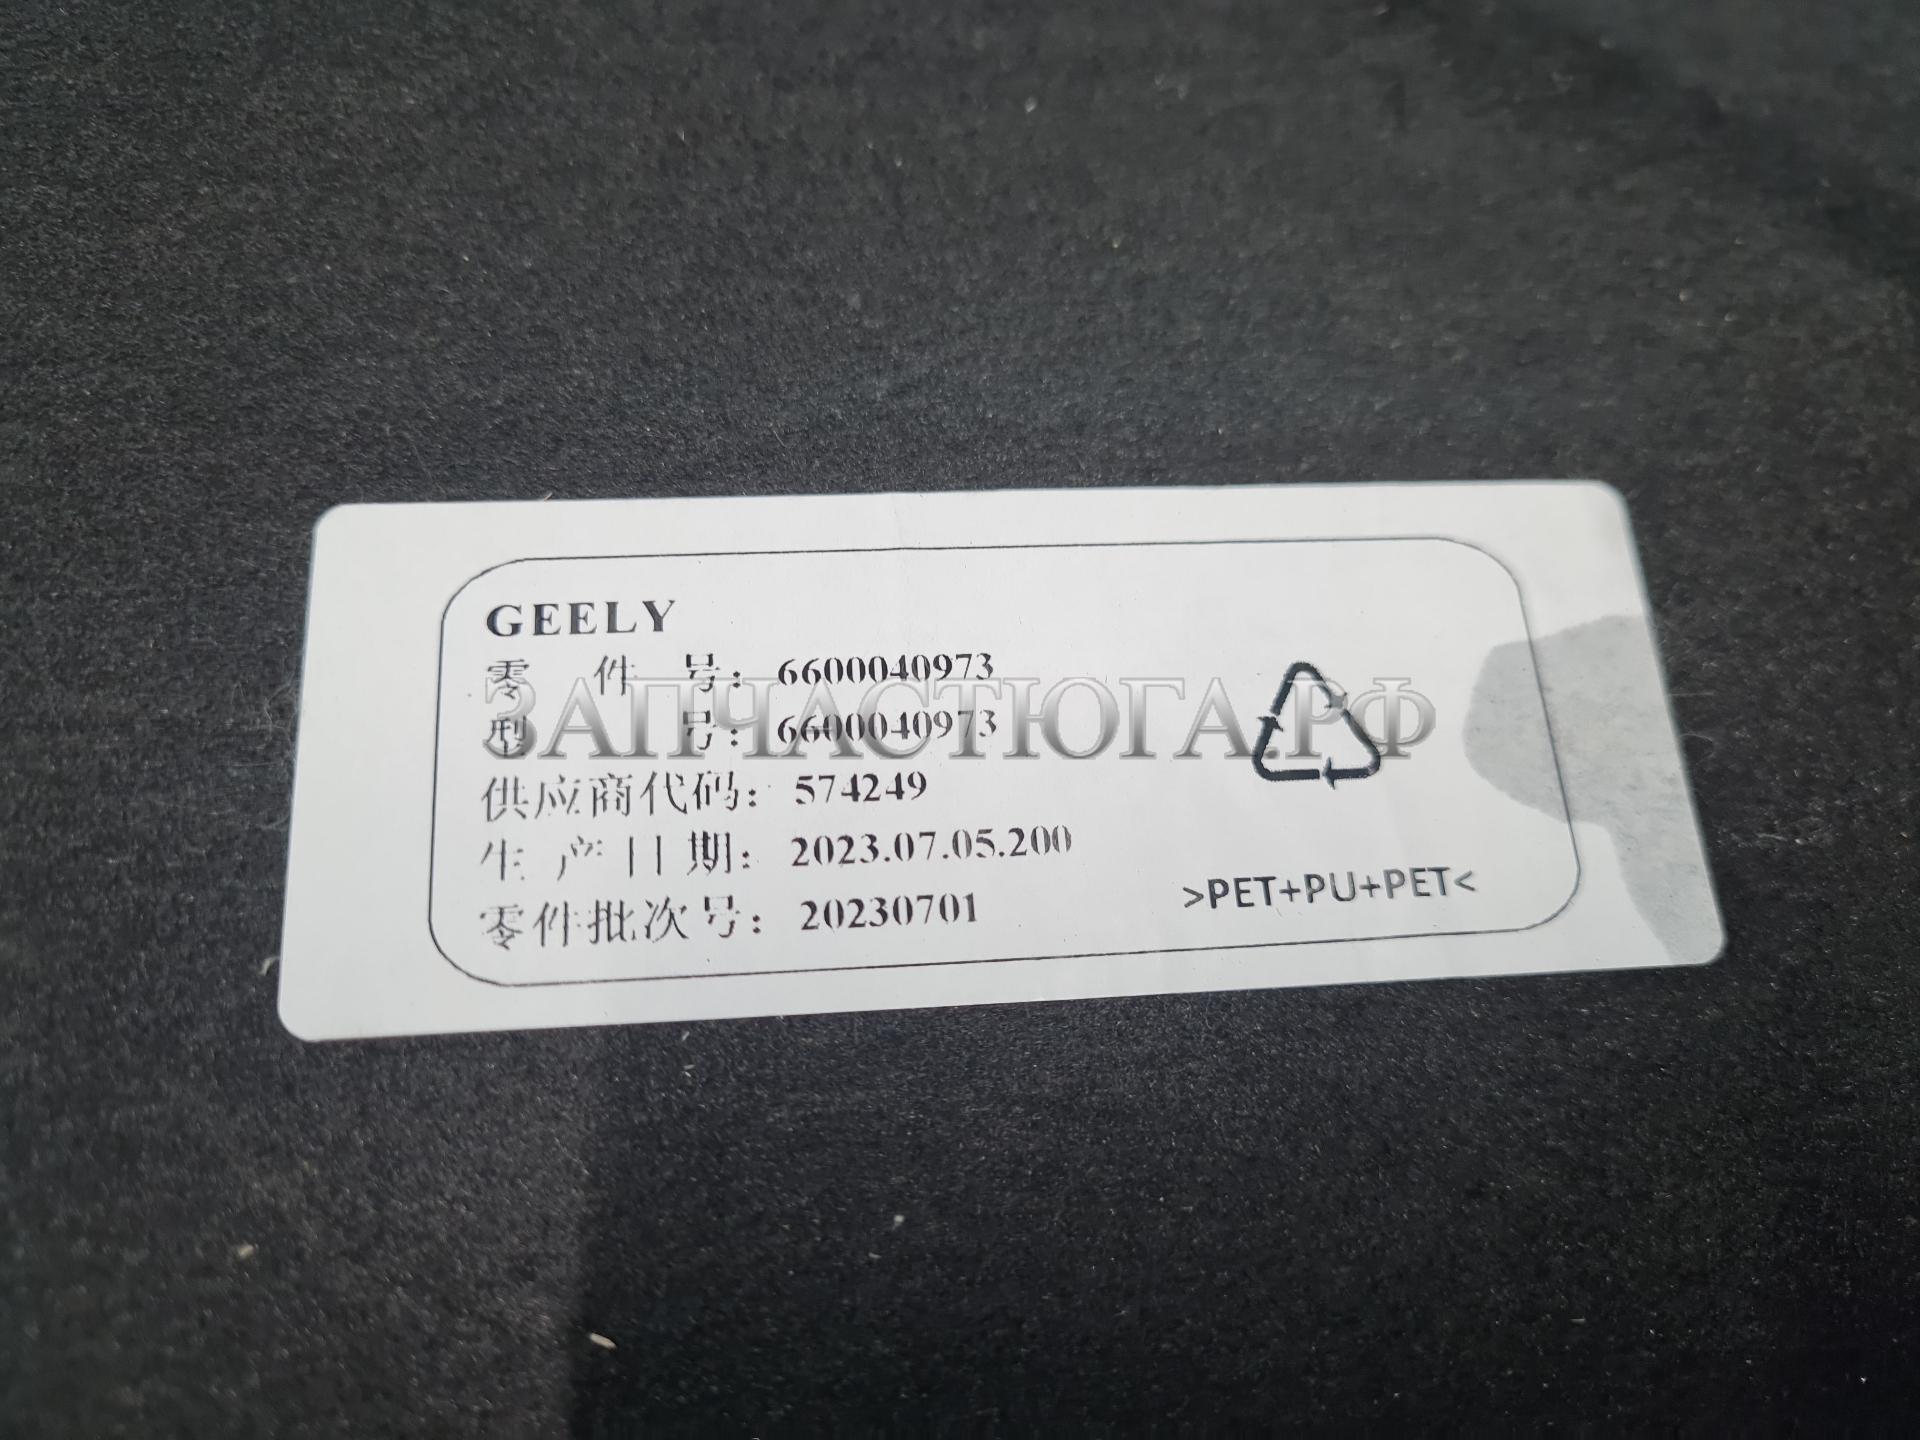 GEELY
零件号：6600040973
型号：6600040973
供应商代码：574249
生产日期：2023.07.05.200
零件批次号：20230701
>PET+PU+PET<
ЗАПЧАСТЮГА.РФ